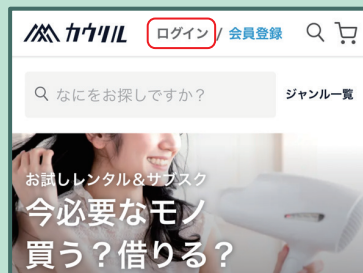 カウリル ログイン / 会員登録
なにをお探しですか？ ジャンル一覧
お試しレンタル&サブスク
今必要なモノ
買う？借りる？